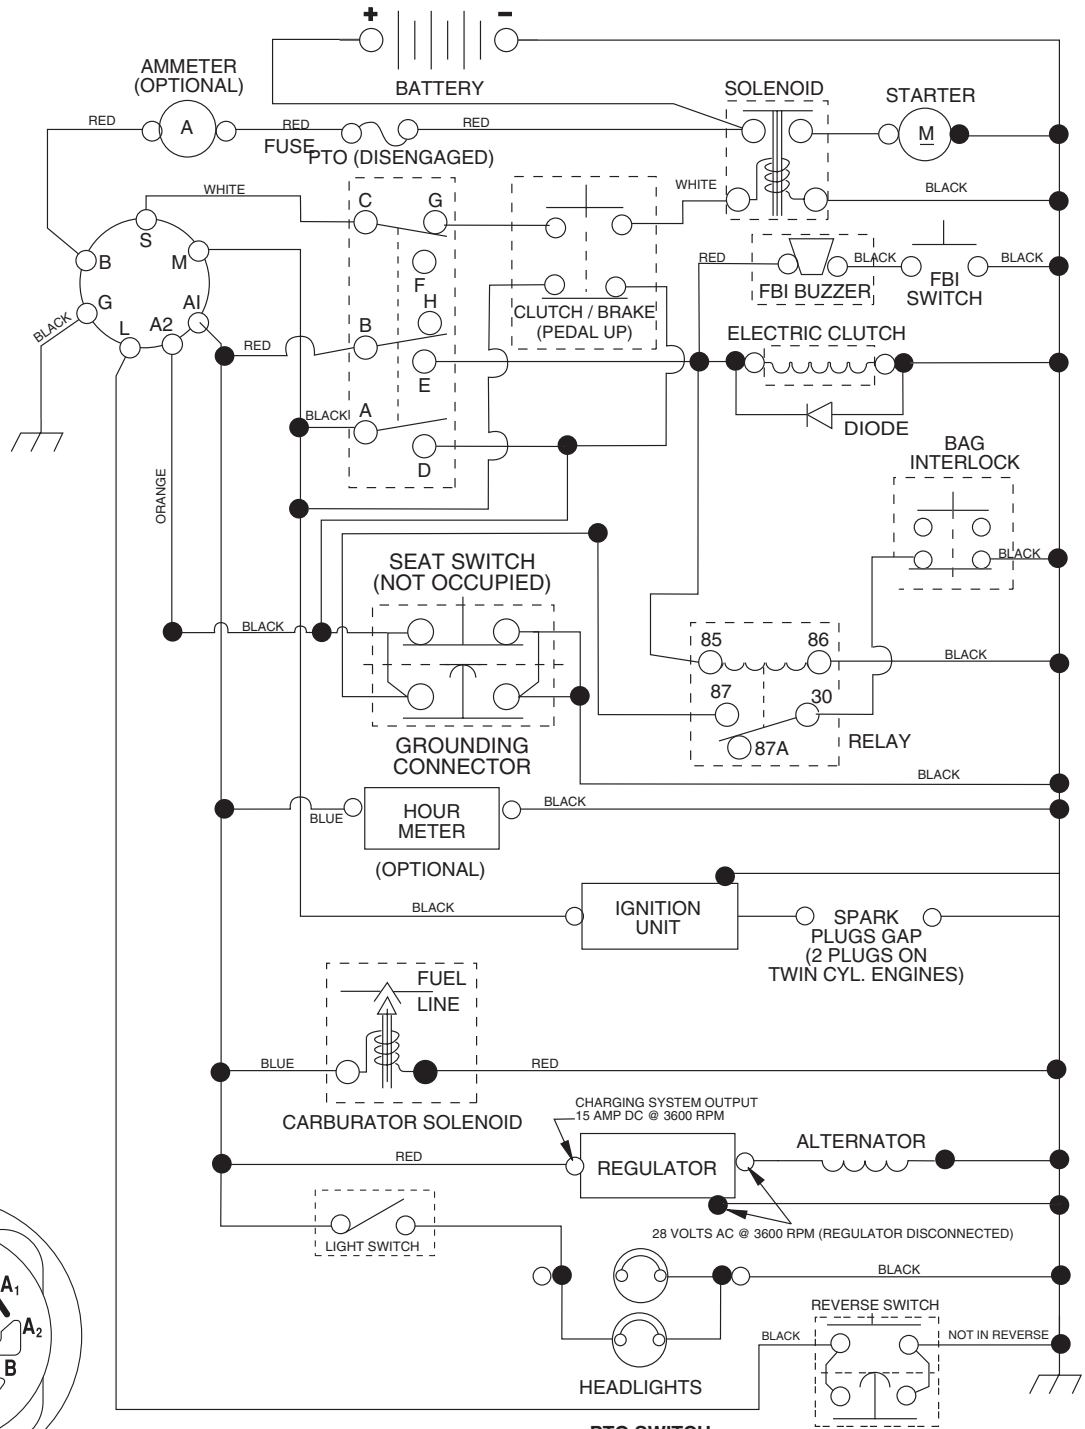 + −
BATTERY
AMMETER
(OPTIONAL)
RED
A
RED
FUSE
RED
PTO (DISENGAGED)
SOLENOID
STARTER
M
WHITE
C
G
WHITE
BLACK
S
B
M
F
RED
BLACK
BLACK
FBI BUZZER
FBI
SWITCH
G
H
CLUTCH / BRAKE
(PEDAL UP)
BLACK
L
A2
A1
RED
B
E
ELECTRIC CLUTCH
DIODE
BLACK
A
D
BAG
INTERLOCK
BLACK
ORANGE
SEAT SWITCH
(NOT OCCUPIED)
BLACK
85
86
BLACK
87
30
87A
RELAY
GROUNDING
CONNECTOR
BLACK
BLUE
HOUR
METER
BLACK
(OPTIONAL)
BLACK
IGNITION
UNIT
SPARK
PLUGS GAP
(2 PLUGS ON
TWIN CYL. ENGINES)
FUEL
LINE
BLUE
RED
CARBURATOR SOLENOID
CHARGING SYSTEM OUTPUT
15 AMP DC @ 3600 RPM
RED
REGULATOR
ALTERNATOR
28 VOLTS AC @ 3600 RPM (REGULATOR DISCONNECTED)
LIGHT SWITCH
BLACK
HEADLIGHTS
REVERSE SWITCH
BLACK
NOT IN REVERSE
A1
A2
B
PTO SWITCH